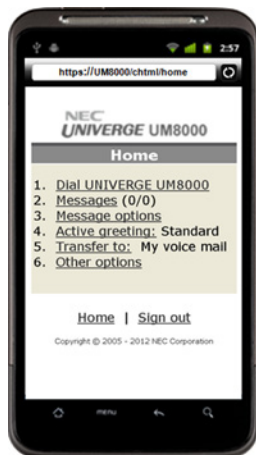 2:57
https://UM8000/chtml/home
NEC
UNIVERGE UM8000
Home
1. Dial UNIVERGE UM8000
2. Messages (0/0)
3. Message options
4. Active greeting: Standard
5. Transfer to: My voice mail
6. Other options
Home | Sign out
Copyright © 2005 - 2012 NEC Corporation
MENU